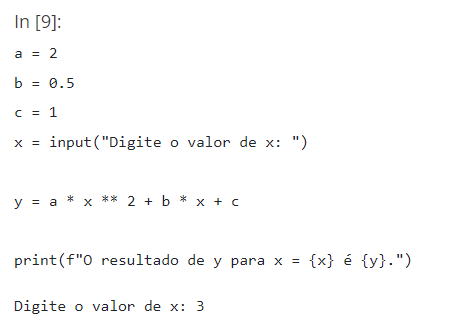 In [9]:
a = 2
b = 0.5
c = 1
x = input("Digite o valor de x: ")
y = a * x ** 2 + b * x + c
print(f"O resultado de y para x = {x} é {y}.")
Digite o valor de x: 3